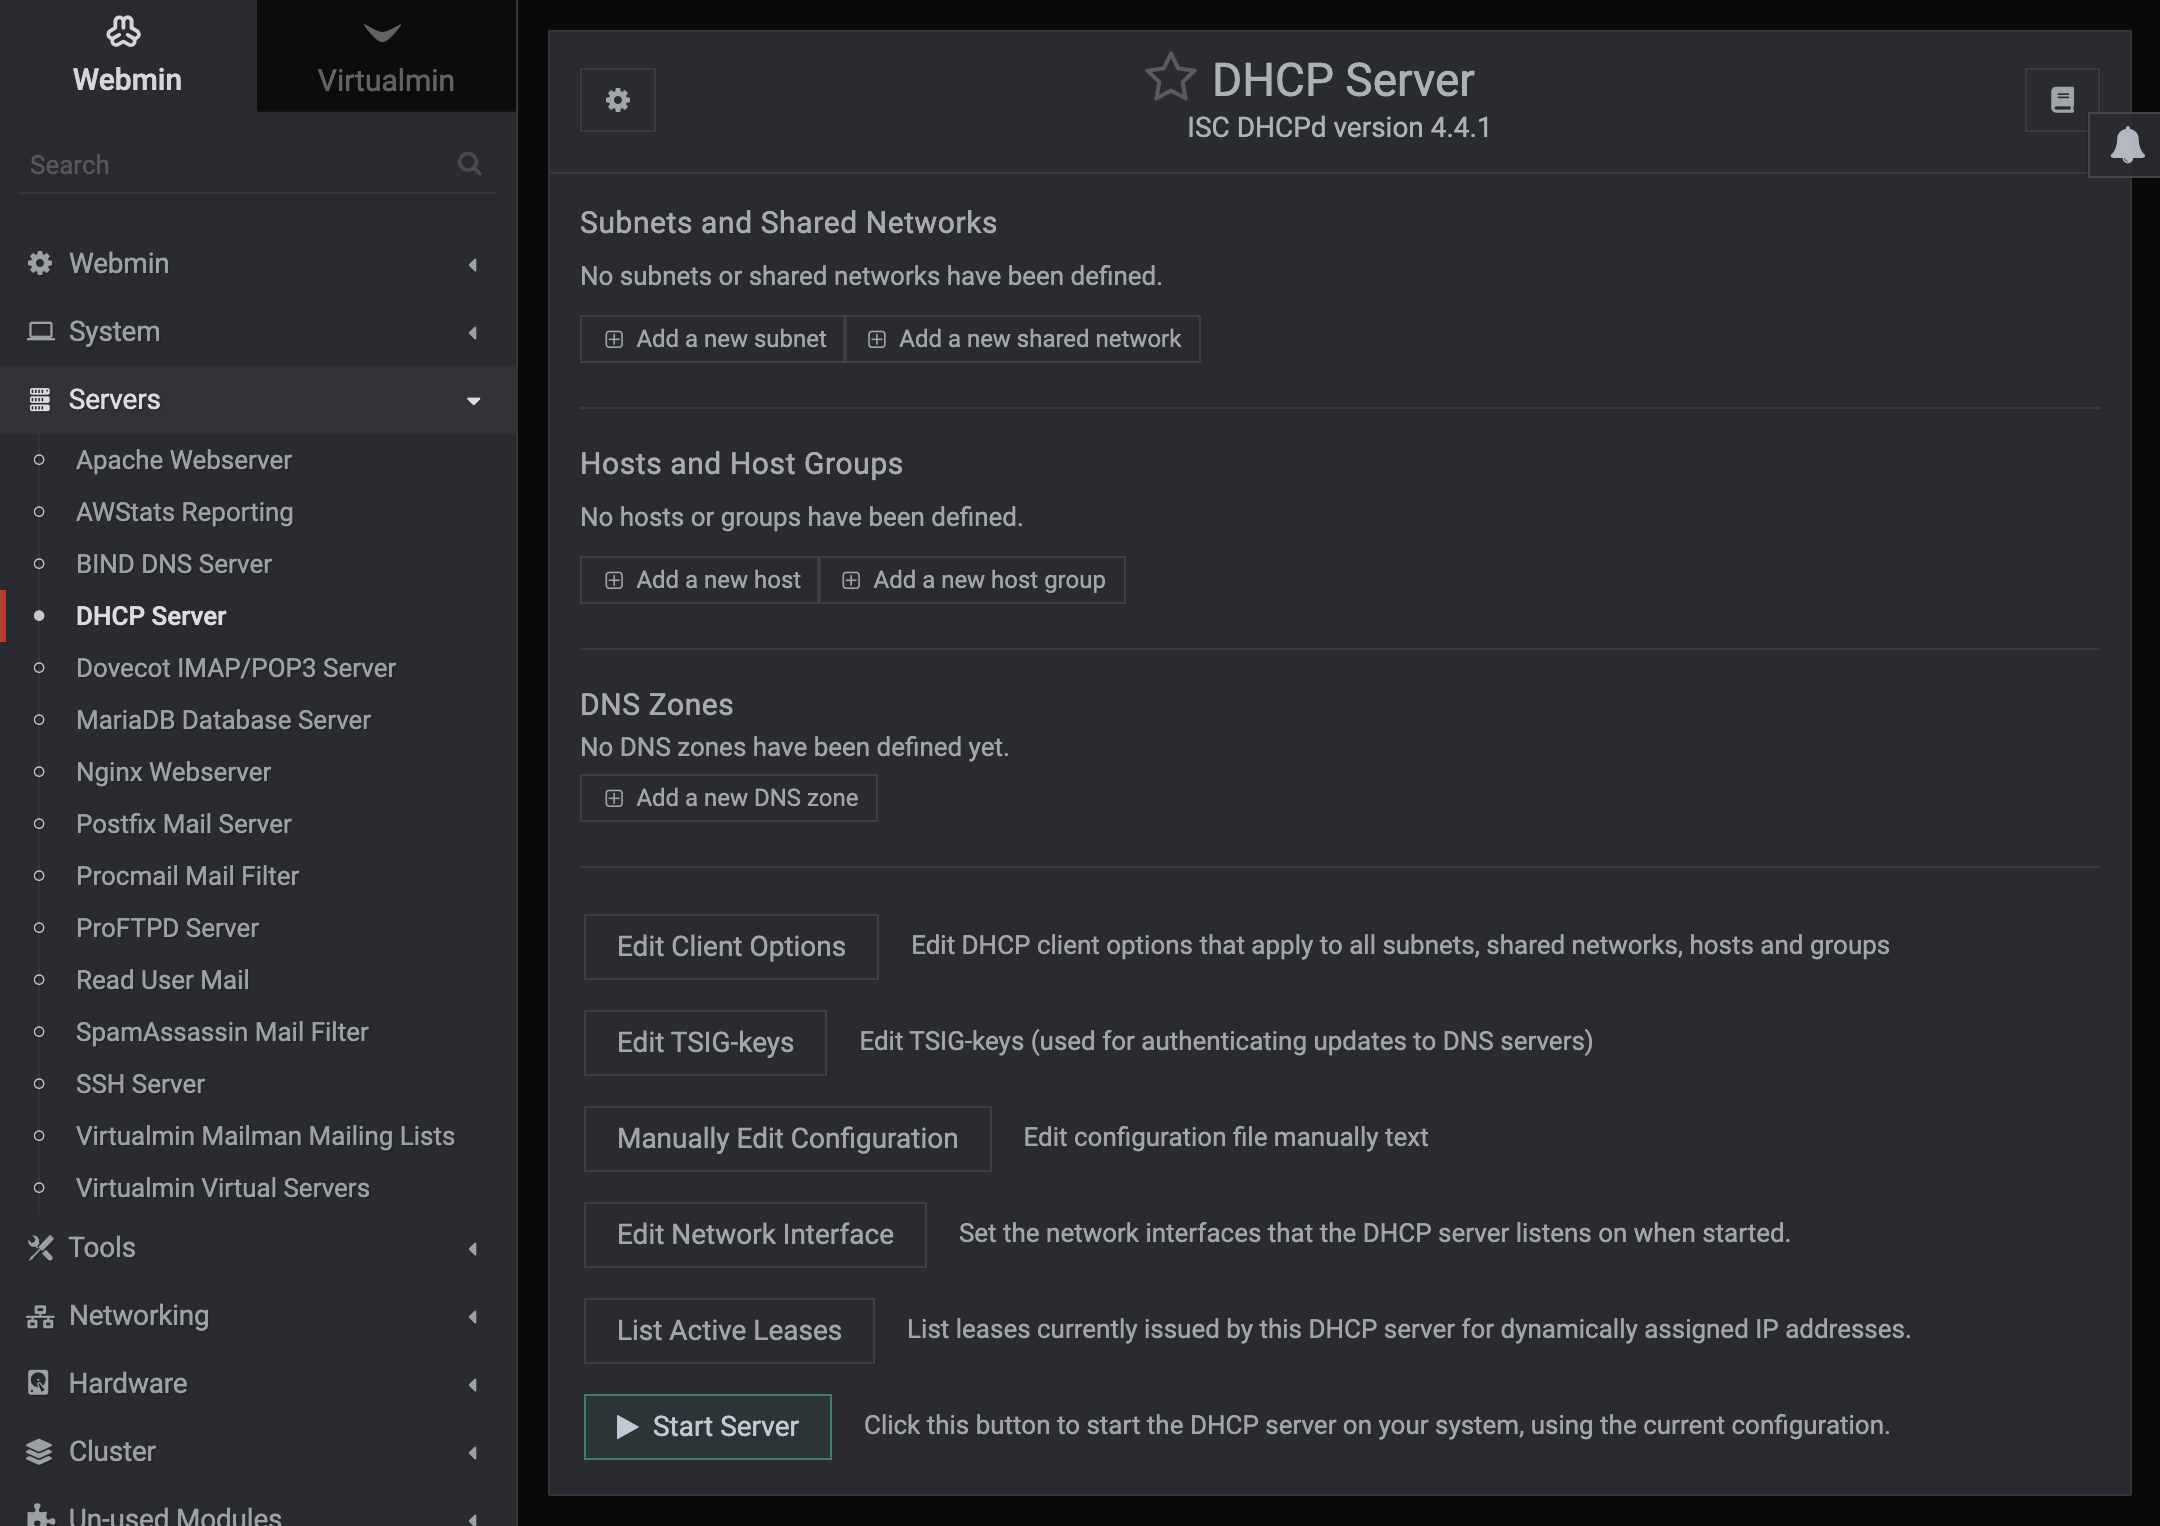 Webmin
Virtualmin
Search
Webmin
System
Servers
Apache Webserver
AWStats Reporting
BIND DNS Server
DHCP Server
Dovecot IMAP/POP3 Server
MariaDB Database Server
Nginx Webserver
Postfix Mail Server
Procmail Mail Filter
ProFTPD Server
Read User Mail
SpamAssassin Mail Filter
SSH Server
Virtualmin Mailman Mailing Lists
Virtualmin Virtual Servers
Tools
Networking
Hardware
Cluster
Un-used Modules
DHCP Server
ISC DHCPd version 4.4.1
Subnets and Shared Networks
No subnets or shared networks have been defined.
Add a new subnet Add a new shared network
Hosts and Host Groups
No hosts or groups have been defined.
Add a new host Add a new host group
DNS Zones
No DNS zones have been defined yet.
Add a new DNS zone
Edit Client Options Edit DHCP client options that apply to all subnets, shared networks, hosts and groups
Edit TSIG-keys Edit TSIG-keys (used for authenticating updates to DNS servers)
Manually Edit Configuration Edit configuration file manually text
Edit Network Interface Set the network interfaces that the DHCP server listens on when started.
List Active Leases List leases currently issued by this DHCP server for dynamically assigned IP addresses.
Start Server Click this button to start the DHCP server on your system, using the current configuration.